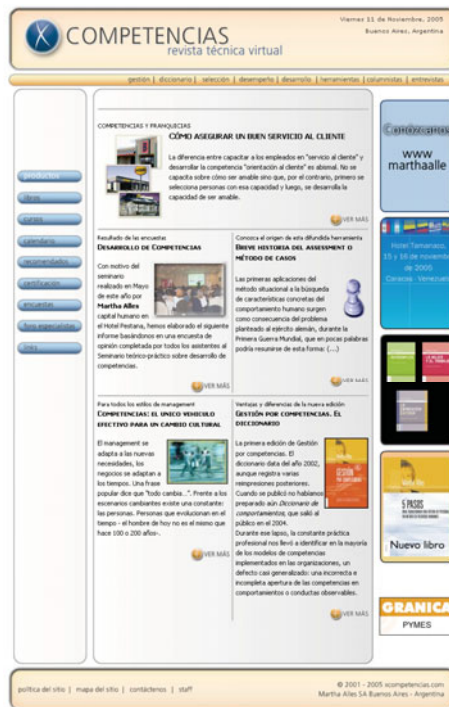 Viernes 11 de Noviembre, 2005
Buenos Aires, Argentina
X COMPETENCIAS
revista técnica virtual
gestión | diccionario | selección | desempeño | desarrollo | herramientas | columnistas | entrevistas
productos
libros
cursos
calendario
recomendados
certificación
encuestas
foro especialistas
links
COMPETENCIAS Y FRANQUICIAS
CÓMO ASEGURAR UN BUEN SERVICIO AL CLIENTE
La diferencia entre capacitar a los empleados en "servicio al cliente" y
desarrollar la competencia "orientación al cliente" es abismal. No se
capacita sobre cómo ser amable sino que, por el contrario, primero se
selecciona personas con esa capacidad y luego, se desarrolla la
capacidad de ser amable.
VER MÁS
Resultado de las encuestas
DESARROLLO DE COMPETENCIAS
Con motivo del
seminario
realizado en Mayo
de este año por
Martha Alles
capital humano en
el Hotel Pestana, hemos elaborado el siguiente
informe basándonos en una encuesta de
opinión completada por todos los asistentes al
Seminario teórico-práctico sobre desarrollo de
competencias.
VER MÁS
Conozca el origen de esta difundida herramienta
BREVE HISTORIA DEL ASSESSMENT O
MÉTODO DE CASOS
Las primeras aplicaciones del
método situacional a la búsqueda
de características concretas del
comportamiento humano surgen
como consecuencia del problema
planteado al ejército alemán, durante la
Primera Guerra Mundial, que en pocas palabras
podría resumirse de esta forma: (...)
VER MÁS
Para todos los estilos de management
COMPETENCIAS: EL UNICO VEHICULO
EFECTIVO PARA UN CAMBIO CULTURAL
El management se
adapta a las nuevas
necesidades, los
negocios se adaptan a
los tiempos. Una frase
popular dice que "todo cambia...". Frente a los
escenarios cambiantes existe una constante:
las personas. Personas que evolucionan en el
tiempo - el hombre de hoy no es el mismo que
hace 100 o 200 años-.
VER MÁS
Ventajas y diferencias de la nueva edición
GESTIÓN POR COMPETENCIAS. EL
DICCIONARIO
La primera edición de Gestión
por competencias. El
diccionario data del año 2002,
aunque registra varias
reimpresiones posteriores.
Cuando se publicó no habíamos
preparado aún Diccionario de
comportamientos, que salió al
público en el 2004.
Durante ese lapso, la constante práctica
profesional nos llevó a identificar en la mayoría
de los modelos de competencias
implementados en las organizaciones, un
defecto casi generalizado: una incorrecta e
incompleta apertura de las competencias en
comportamientos o conductas observables.
VER MÁS
Conózcanos
www
marthaalle
Hotel Tamanaco,
15 y 16 de noviembre
de 2005
Caracas - Venezuela
5 PASOS
Nuevo libro
GRANICA
PYMES
política del sitio | mapa del sitio | contáctenos | staff
© 2001 - 2005 xcompetencias.com
Martha Alles SA Buenos Aires - Argentina